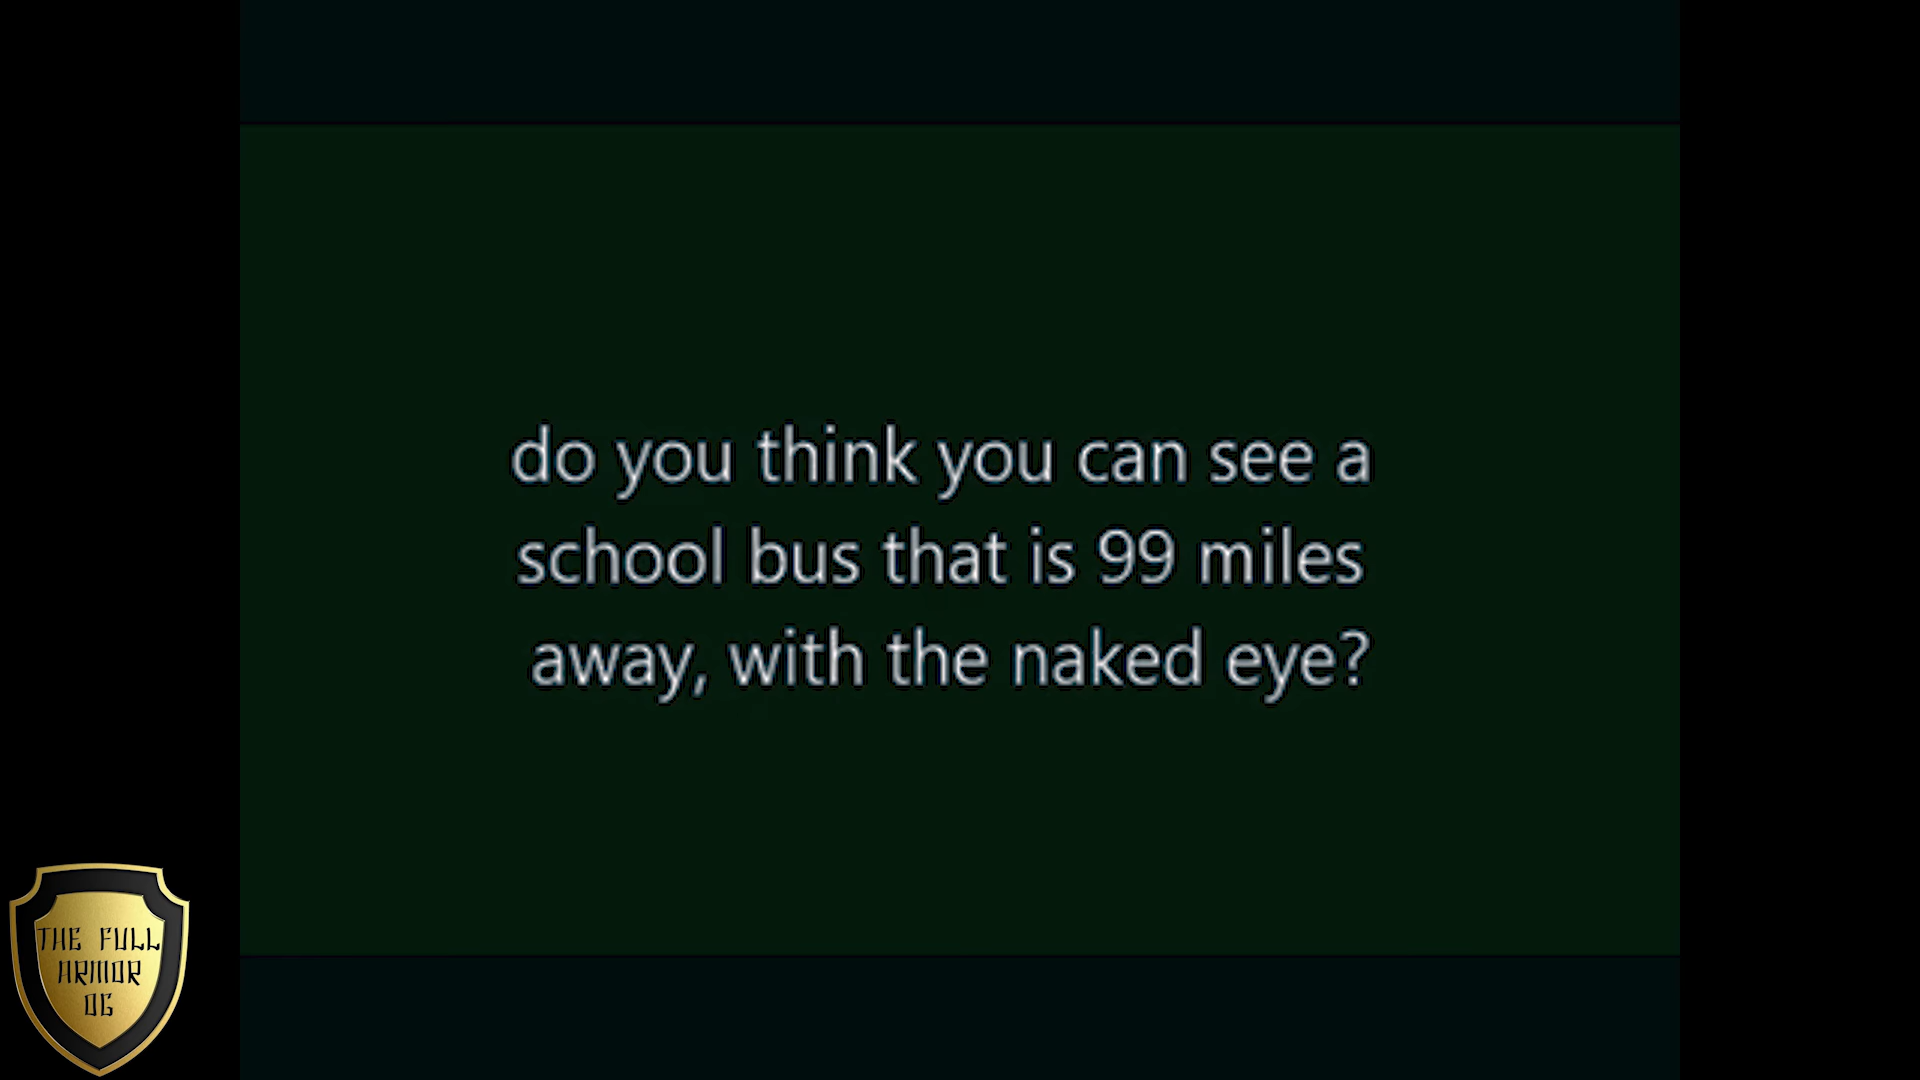 do you think you can see a
school bus that is 99 miles
away, with the naked eye?
THE FULL
ARMOR
OG